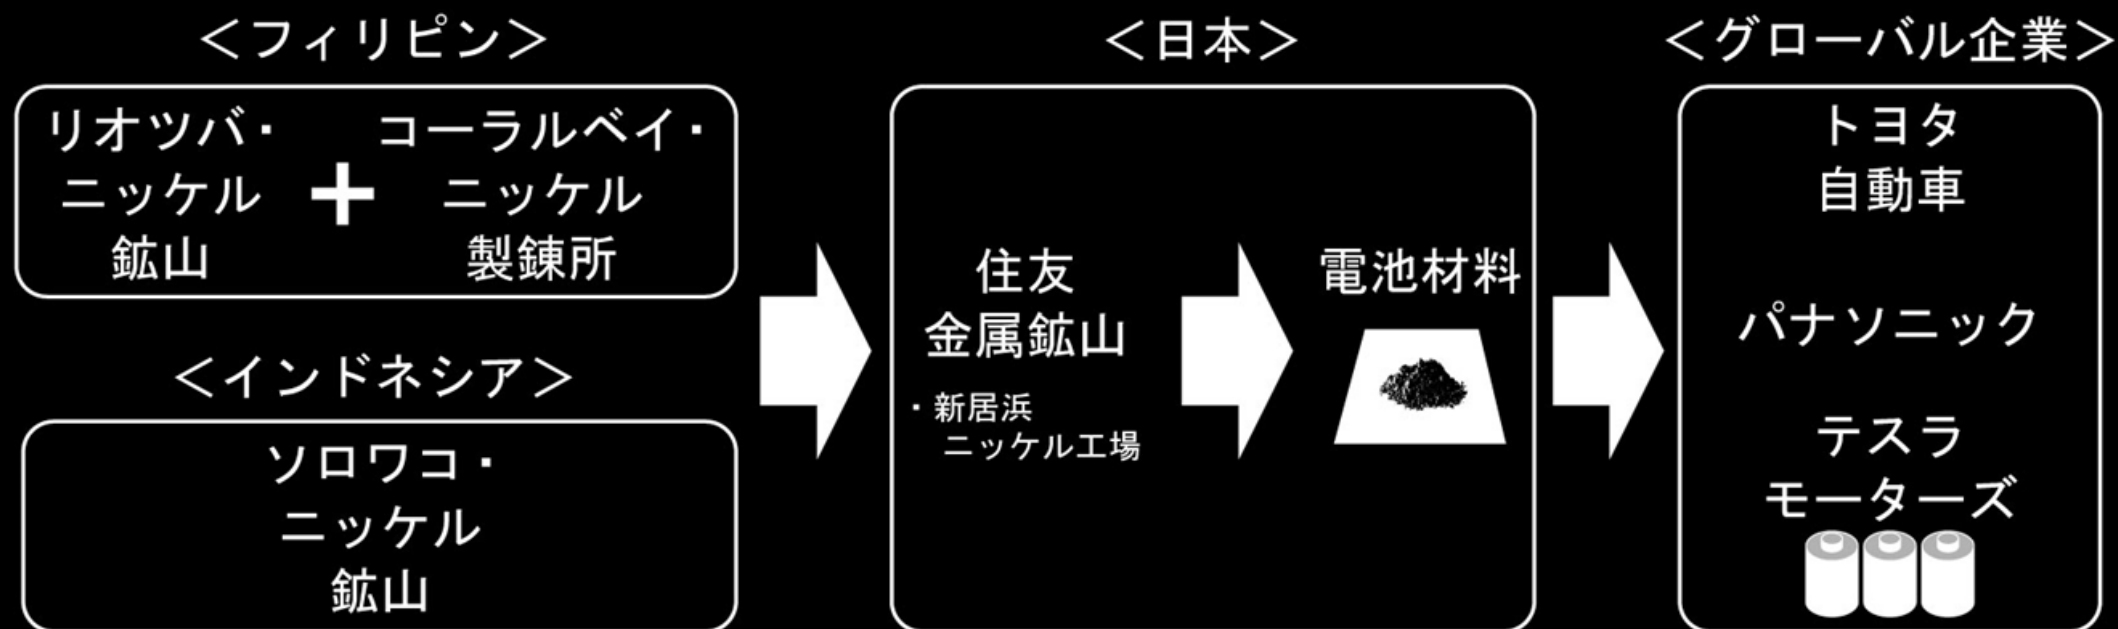 ＜フィリピン＞
リオツバ・
ニッケル
鉱山
＋
コーラルベイ・
ニッケル
製錬所
＜インドネシア＞
ソロワコ・
ニッケル
鉱山
＜日本＞
住友
金属鉱山
・新居浜
ニッケル工場
電池材料
＜グローバル企業＞
トヨタ
自動車
パナソニック
テスラ
モーターズ